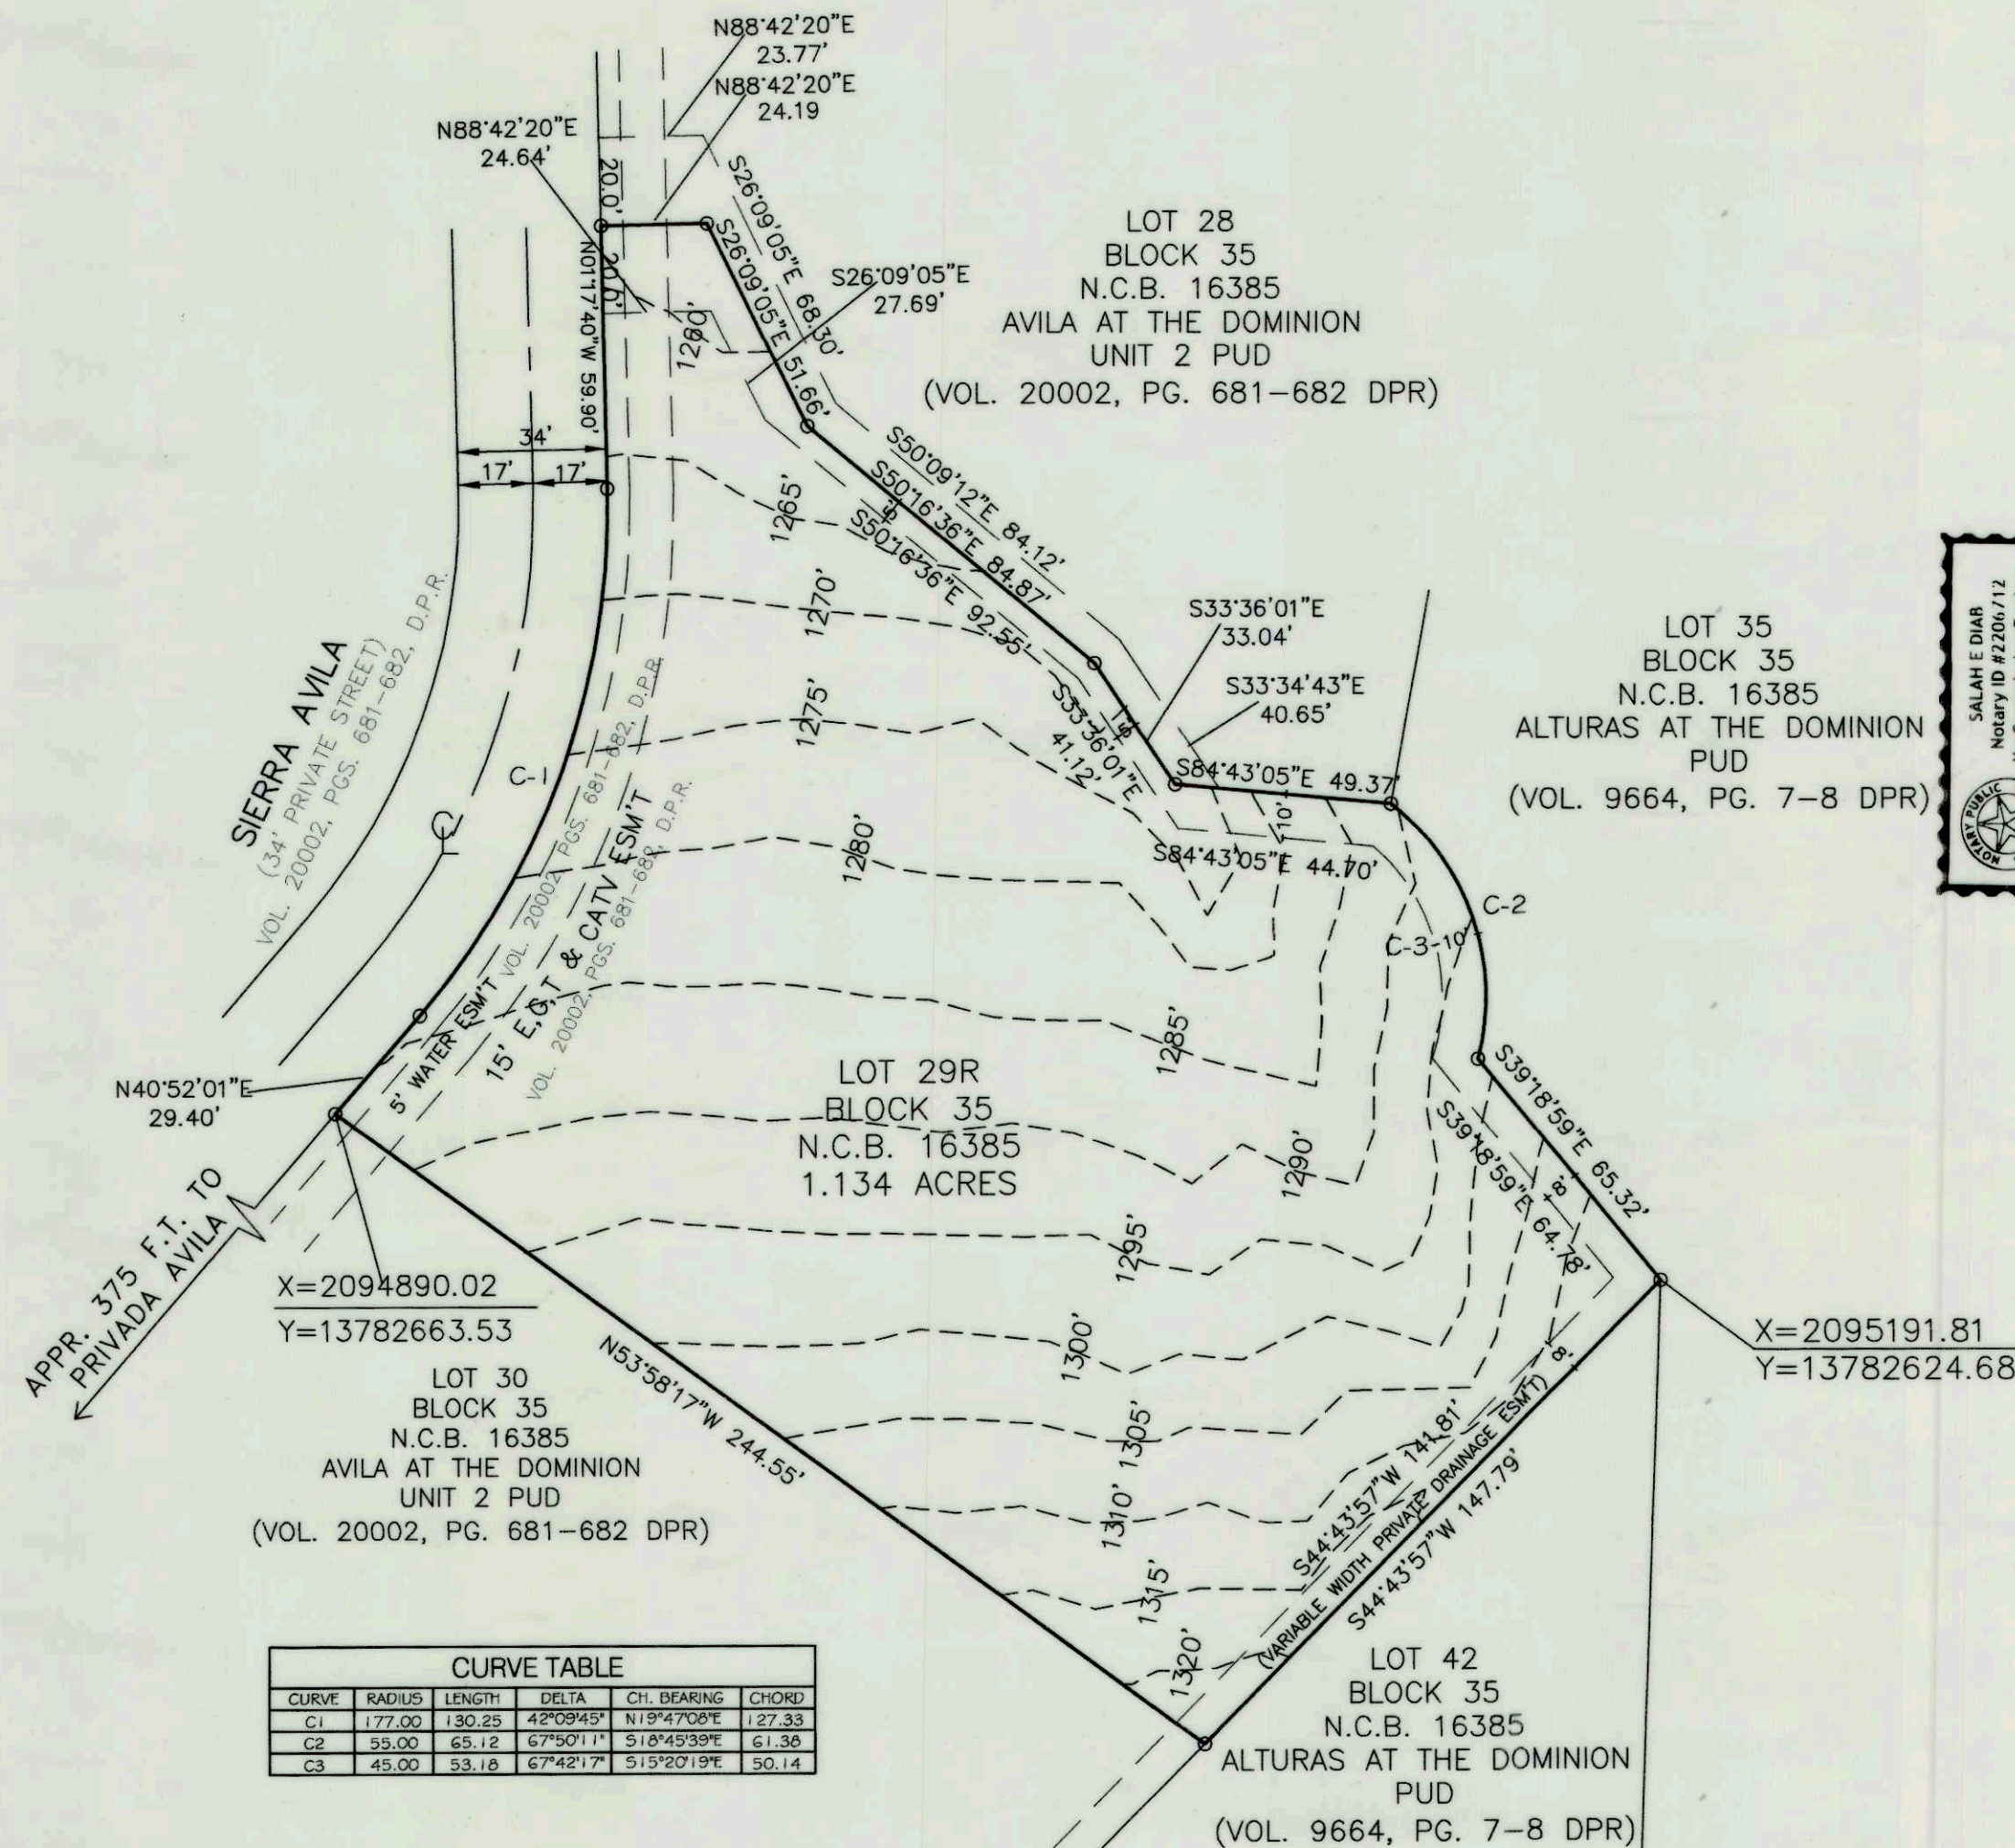 N88°42'20"E
23.77'
N88°42'20"E
24.19
N88°42'20"E
24.64'
20.0'
20.6'
N01°17'40"W 59.90'
S26°09'05"E 68.30'
S26°09'05"E 51.66'
S26°09'05"E
27.69'
LOT 28
BLOCK 35
N.C.B. 16385
AVILA AT THE DOMINION
UNIT 2 PUD
(VOL. 20002, PG. 681-682 DPR)
1260'
34'
17'
17'
1265'
S50°09'12"E 84.12'
S50°16'36"E 84.87'
S50°16'36"E 92.55'
1270'
S33°36'01"E
33.04'
S33°34'43"E
40.65'
S33°36'01"E
41.12'
LOT 35
BLOCK 35
N.C.B. 16385
ALTURAS AT THE DOMINION
PUD
(VOL. 9664, PG. 7-8 DPR)
SALAH E DIAB
Notary ID #2206712
NOTARY PUBLIC
SIERRA AVILA
(34' PRIVATE STREET)
VOL. 20002, PGS. 681-682, D.P.R.
1275'
C-1
S84°43'05"E 49.37'
10'
S84°43'05"E 44.70'
1280'
C-2
C-3
10'
5' WATER ESM'T VOL. 20002, PGS. 681-682, D.P.R.
15' E,G,T & CATV ESM'T
VOL. 20002, PGS. 681-682, D.P.R.
1285'
N40°52'01"E
29.40'
LOT 29R
BLOCK 35
N.C.B. 16385
1.134 ACRES
S39°18'59"E 65.32'
S39°18'59"E 64.78'
8'
1290'
APPR. 375 F.T. TO
PRIVADA AVILA
X=2094890.02
Y=13782663.53
1295'
X=2095191.81
Y=13782624.68
1300'
8'
N53°58'17"W 244.55'
LOT 30
BLOCK 35
N.C.B. 16385
AVILA AT THE DOMINION
UNIT 2 PUD
(VOL. 20002, PG. 681-682 DPR)
1305'
1310'
1315'
1320'
S44°43'57"W 141.81'
(VARIABLE WIDTH PRIVATE DRAINAGE ESM'T)
S44°43'57"W 147.79'
LOT 42
BLOCK 35
N.C.B. 16385
ALTURAS AT THE DOMINION
PUD
(VOL. 9664, PG. 7-8 DPR)
CURVE TABLE
CURVE RADIUS LENGTH DELTA CH. BEARING CHORD
C1 177.00 130.25 42°09'45" N19°47'08"E 127.33
C2 55.00 65.12 67°50'11" S18°45'39"E 61.38
C3 45.00 53.18 67°42'17" S15°20'19"E 50.14